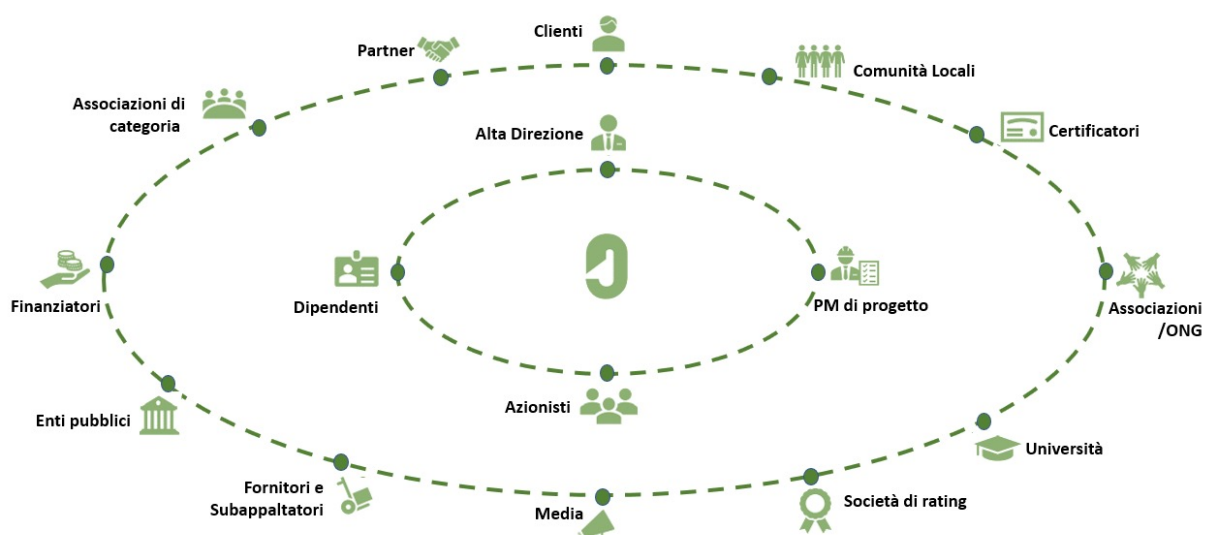 Clienti
Partner
Comunità Locali
Associazioni di
categoria
Alta Direzione
Certificatori
Finanziatori
Dipendenti
PM di progetto
Associazioni
/ONG
Azionisti
Enti pubblici
Università
Fornitori e
Subappaltatori
Media
Società di rating